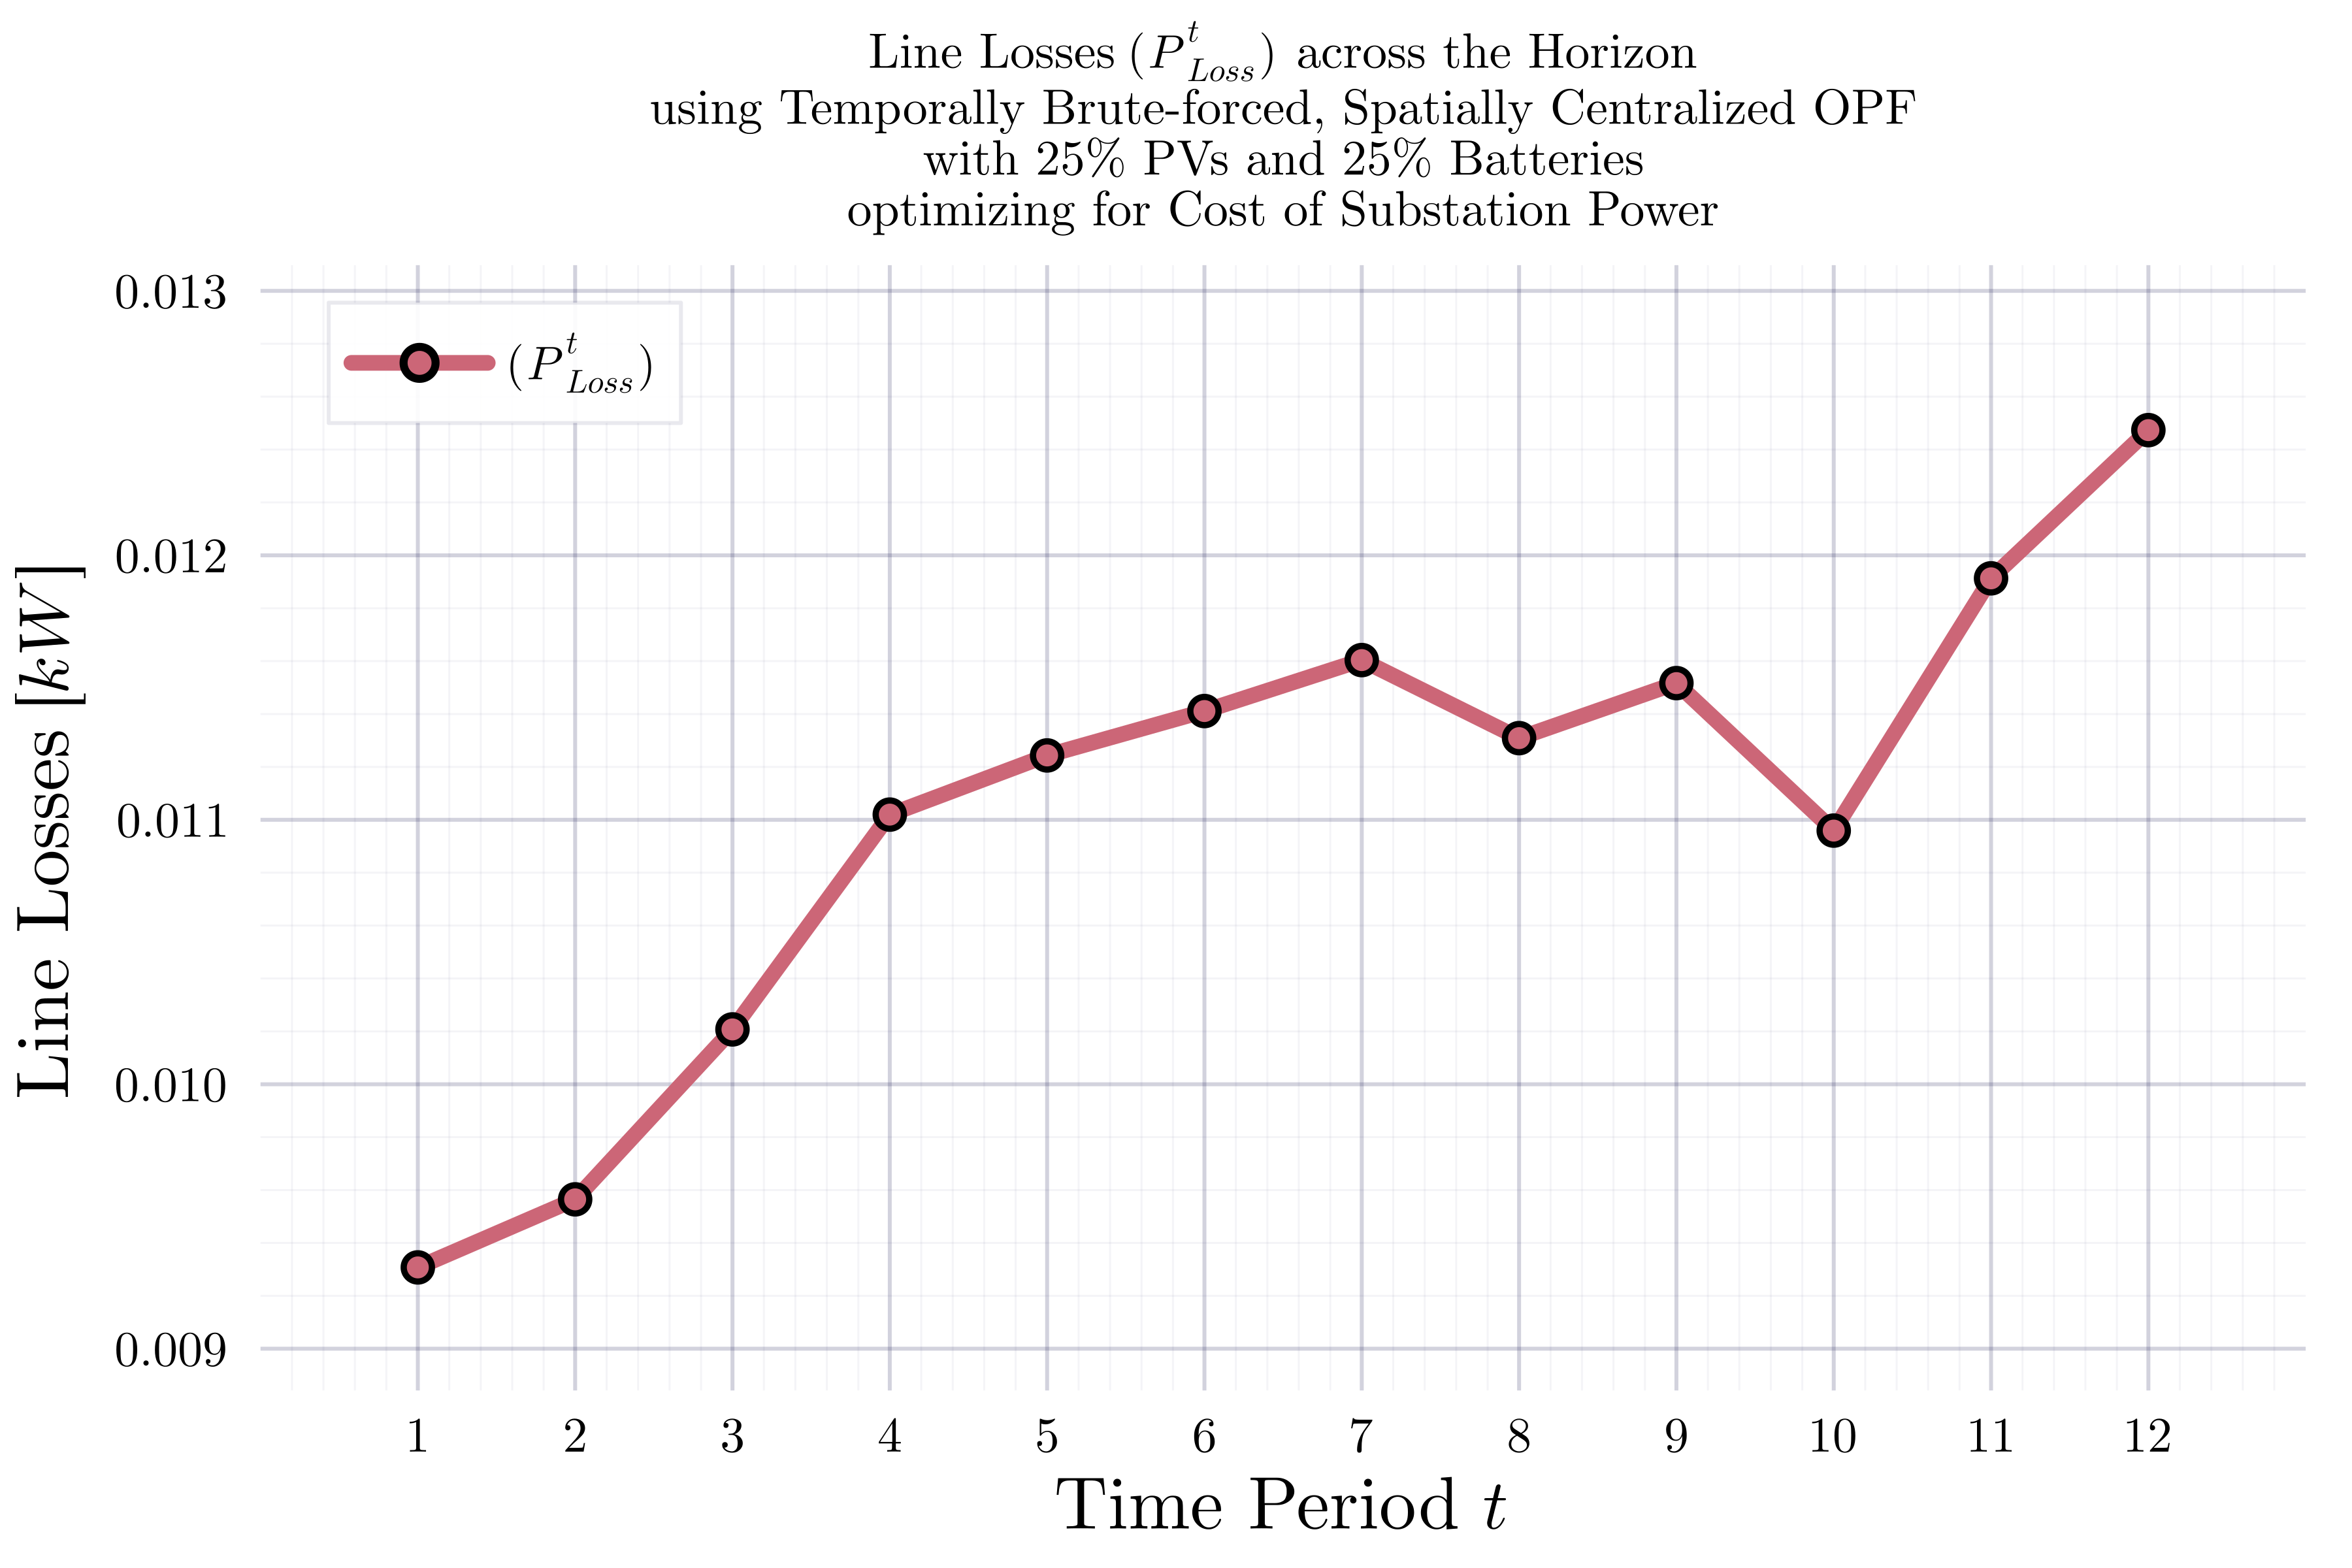 Line Losses (P^t_Loss) across the Horizon
using Temporally Brute-forced, Spatially Centralized OPF
with 25% PVs and 25% Batteries
optimizing for Cost of Substation Power
0.013
(P^t_Loss)
0.012
0.011
0.010
0.009
Line Losses [kW]
1 2 3 4 5 6 7 8 9 10 11 12
Time Period t